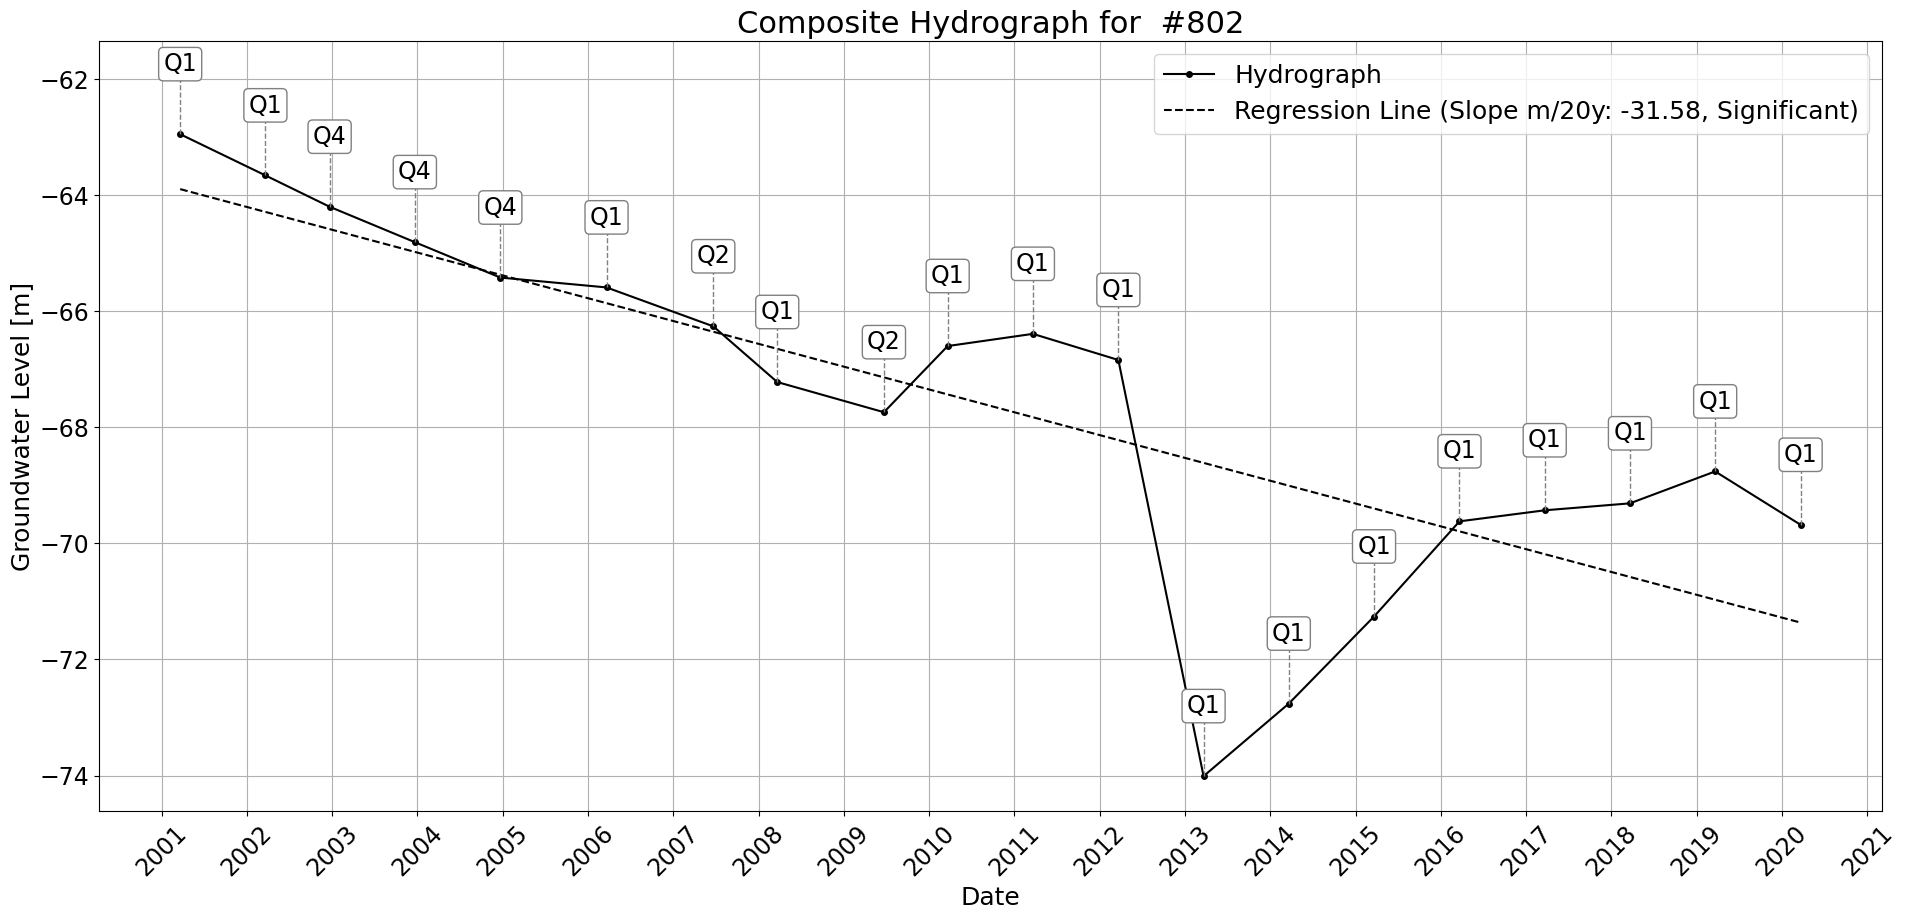 Composite Hydrograph for  #802
Hydrograph
Regression Line (Slope m/20y: -31.58, Significant)
Groundwater Level [m]
−62
−64
−66
−68
−70
−72
−74
Q1
Q1
Q4
Q4
Q4
Q1
Q2
Q1
Q2
Q1
Q1
Q1
Q1
Q1
Q1
Q1
Q1
Q1
Q1
Q1
2001
2002
2003
2004
2005
2006
2007
2008
2009
2010
2011
2012
2013
2014
2015
2016
2017
2018
2019
2020
2021
Date